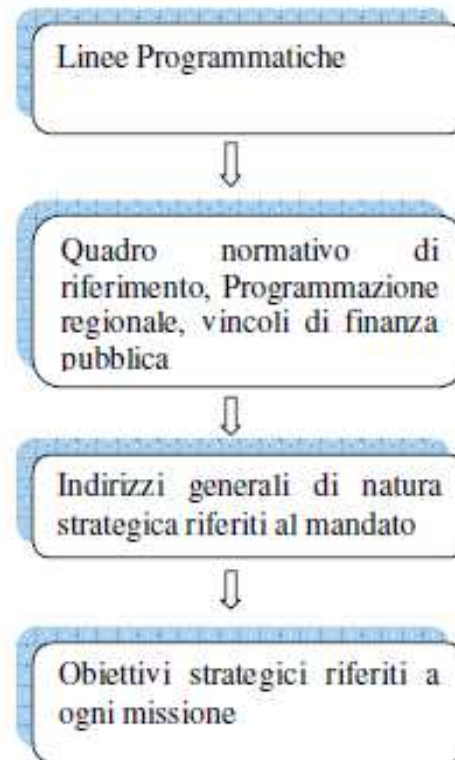 Linee Programmatiche
Quadro normativo di
riferimento, Programmazione
regionale, vincoli di finanza
pubblica
Indirizzi generali di natura
strategica riferiti al mandato
Obiettivi strategici riferiti a
ogni missione